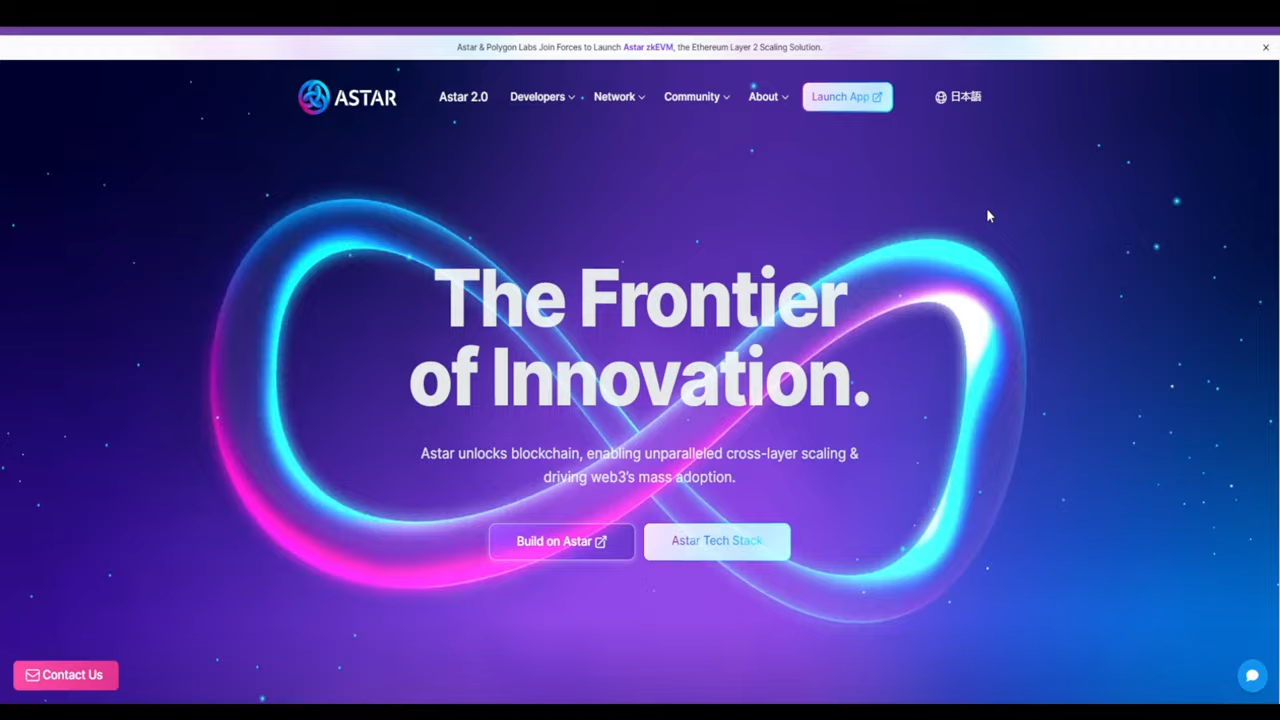 Astar & Polygon Labs Join Forces to Launch Astar zkEVM, the Ethereum Layer 2 Scaling Solution.
ASTAR
Astar 2.0 Developers Network Community About Launch App 日本語
The Frontier
of Innovation.
Astar unlocks blockchain, enabling unparalleled cross-layer scaling &
driving web3's mass adoption.
Build on Astar Astar Tech Stack
Contact Us